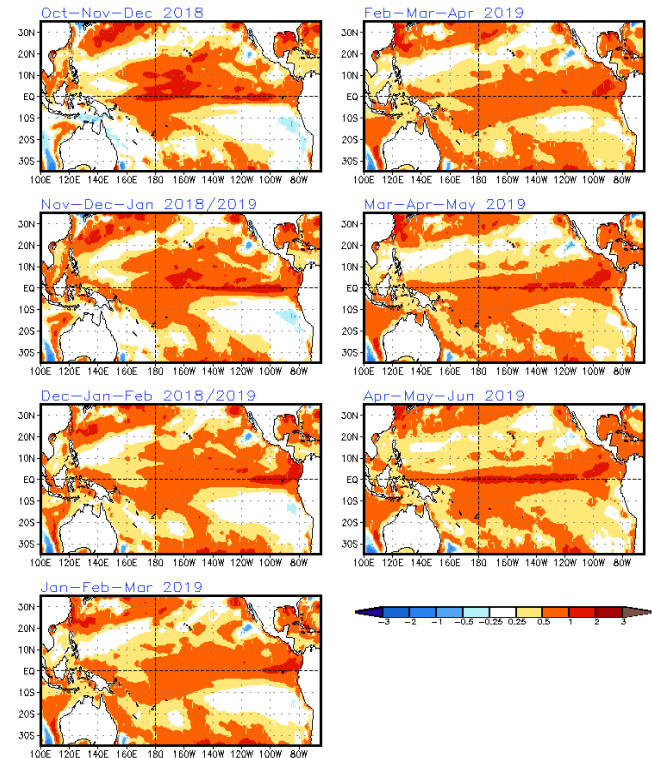 Oct-Nov-Dec 2018
30N
20N
10N
EQ
10S
20S
30S
100E 120E 140E 160E 180 160W 140W 120W 100W 80W
Feb-Mar-Apr 2019
30N
20N
10N
EQ
10S
20S
30S
100E 120E 140E 160E 180 160W 140W 120W 100W 80W
Nov-Dec-Jan 2018/2019
30N
20N
10N
EQ
10S
20S
30S
100E 120E 140E 160E 180 160W 140W 120W 100W 80W
Mar-Apr-May 2019
30N
20N
10N
EQ
10S
20S
30S
100E 120E 140E 160E 180 160W 140W 120W 100W 80W
Dec-Jan-Feb 2018/2019
30N
20N
10N
EQ
10S
20S
30S
100E 120E 140E 160E 180 160W 140W 120W 100W 80W
Apr-May-Jun 2019
30N
20N
10N
EQ
10S
20S
30S
100E 120E 140E 160E 180 160W 140W 120W 100W 80W
Jan-Feb-Mar 2019
30N
20N
10N
EQ
10S
20S
30S
100E 120E 140E 160E 180 160W 140W 120W 100W 80W
-3 -2 -1 -0.5 -0.25 0.25 0.5 1 2 3